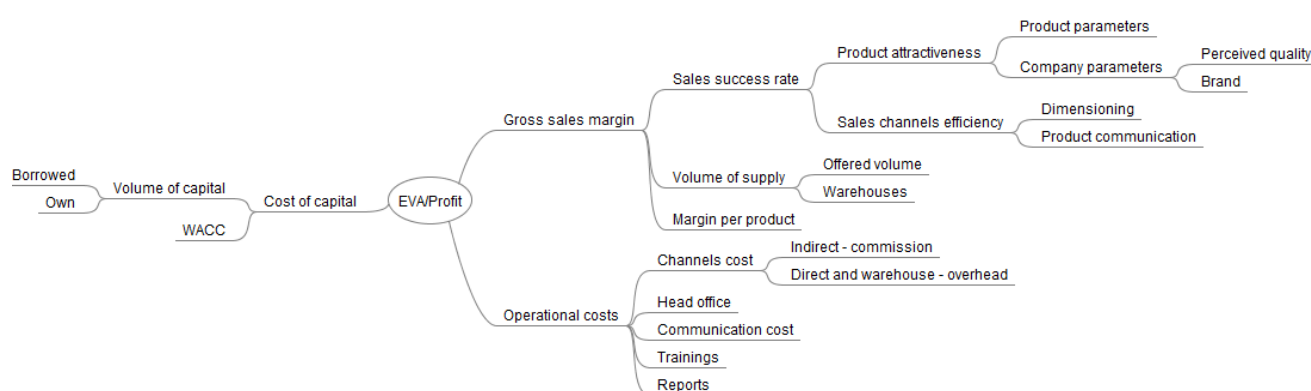 Product parameters
Product attractiveness
Perceived quality
Company parameters
Brand
Sales success rate
Dimensioning
Sales channels efficiency
Product communication
Gross sales margin
Offered volume
Volume of supply
Warehouses
Margin per product
Borrowed
Volume of capital
Own
Cost of capital
WACC
EVA/Profit
Indirect - commission
Channels cost
Direct and warehouse - overhead
Head office
Operational costs
Communication cost
Trainings
Reports